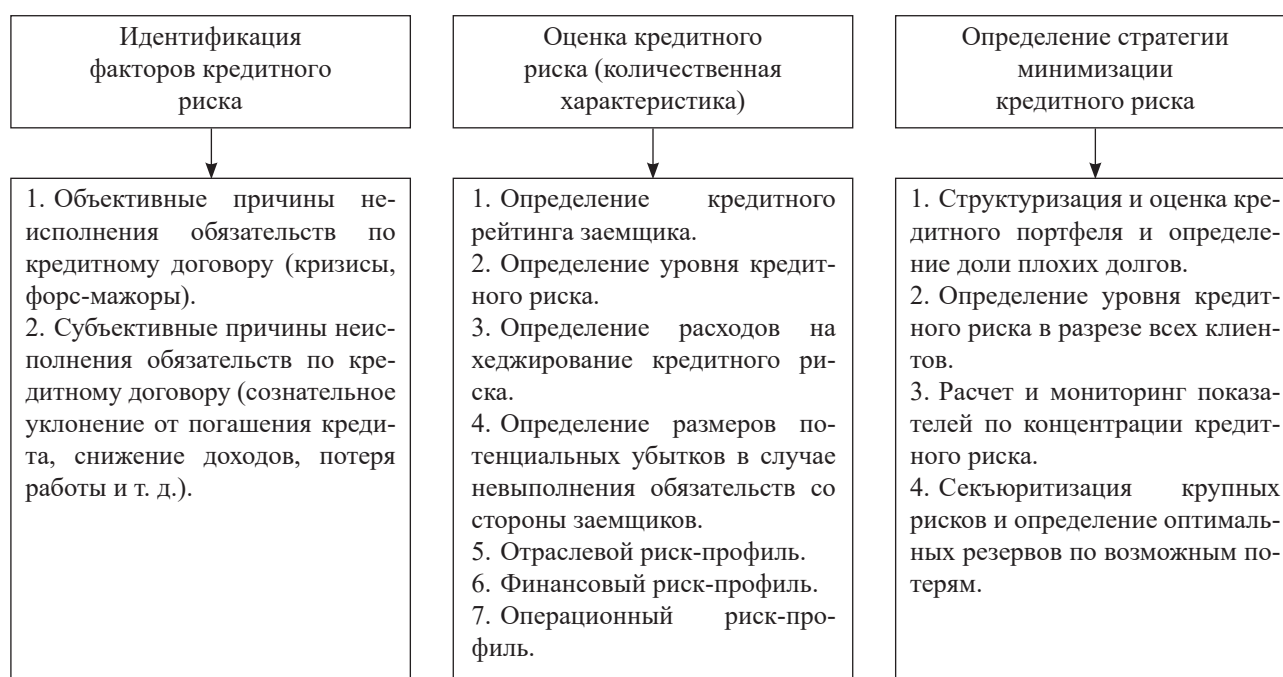 Идентификация
факторов кредитного
риска
1. Объективные причины не-
исполнения обязательств по
кредитному договору (кризисы,
форс-мажоры).
2. Субъективные причины неис-
полнения обязательств по кре-
дитному договору (сознательное
уклонение от погашения креди-
та, снижение доходов, потеря
работы и т. д.).
Оценка кредитного
риска (количественная
характеристика)
1. Определение кредитного
рейтинга заемщика.
2. Определение уровня кредит-
ного риска.
3. Определение расходов на
хеджирование кредитного ри-
ска.
4. Определение размеров по-
тенциальных убытков в случае
невыполнения обязательств со
стороны заемщиков.
5. Отраслевой риск-профиль.
6. Финансовый риск-профиль.
7. Операционный риск-про-
филь.
Определение стратегии
минимизации
кредитного риска
1. Структуризация и оценка кре-
дитного портфеля и определе-
ние доли плохих долгов.
2. Определение уровня кредит-
ного риска в разрезе всех клиен-
тов.
3. Расчет и мониторинг показа-
телей по концентрации кредит-
ного риска.
4. Секъюритизация крупных
рисков и определение оптималь-
ных резервов по возможным по-
терям.